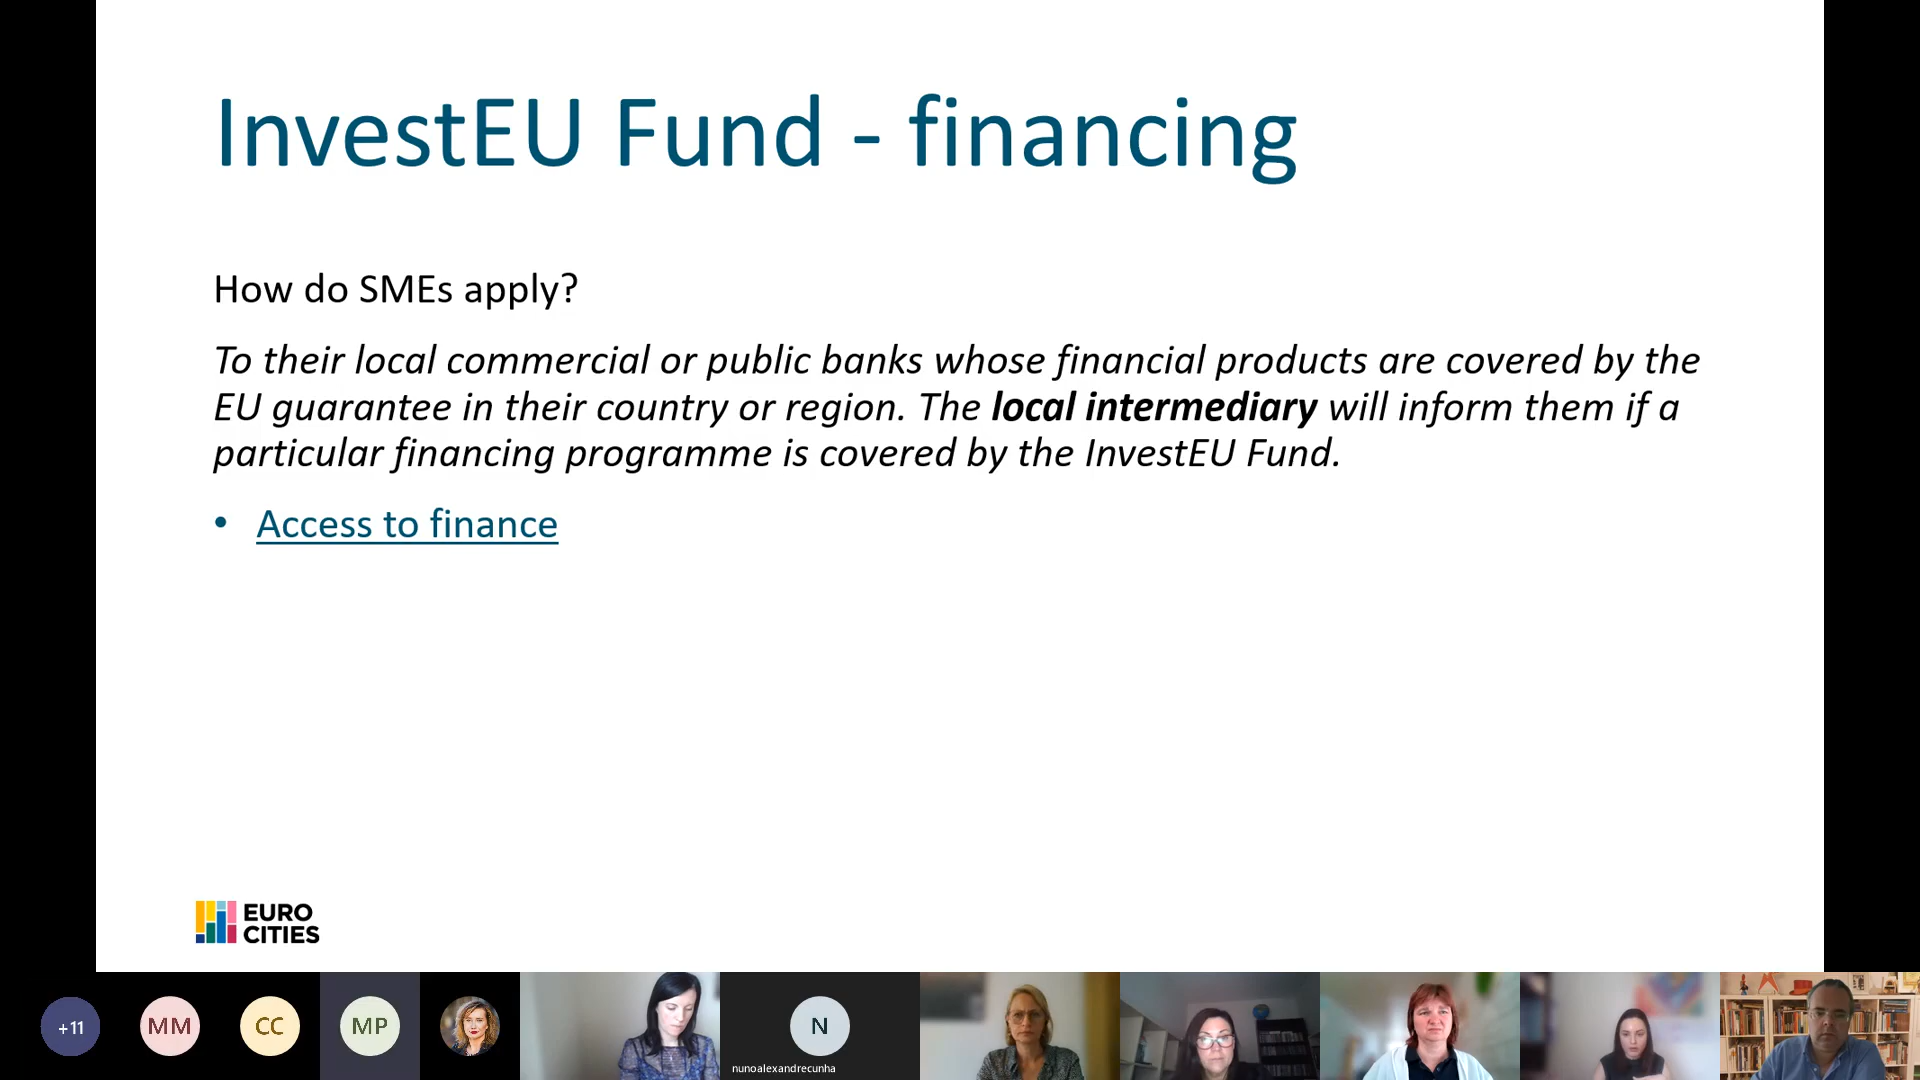 InvestEU Fund - financing
How do SMEs apply?
To their local commercial or public banks whose financial products are covered by the
EU guarantee in their country or region. The local intermediary will inform them if a
particular financing programme is covered by the InvestEU Fund.
• Access to finance
EURO
CITIES
+11
MM
CC
MP
N
nunoalexandrecunha